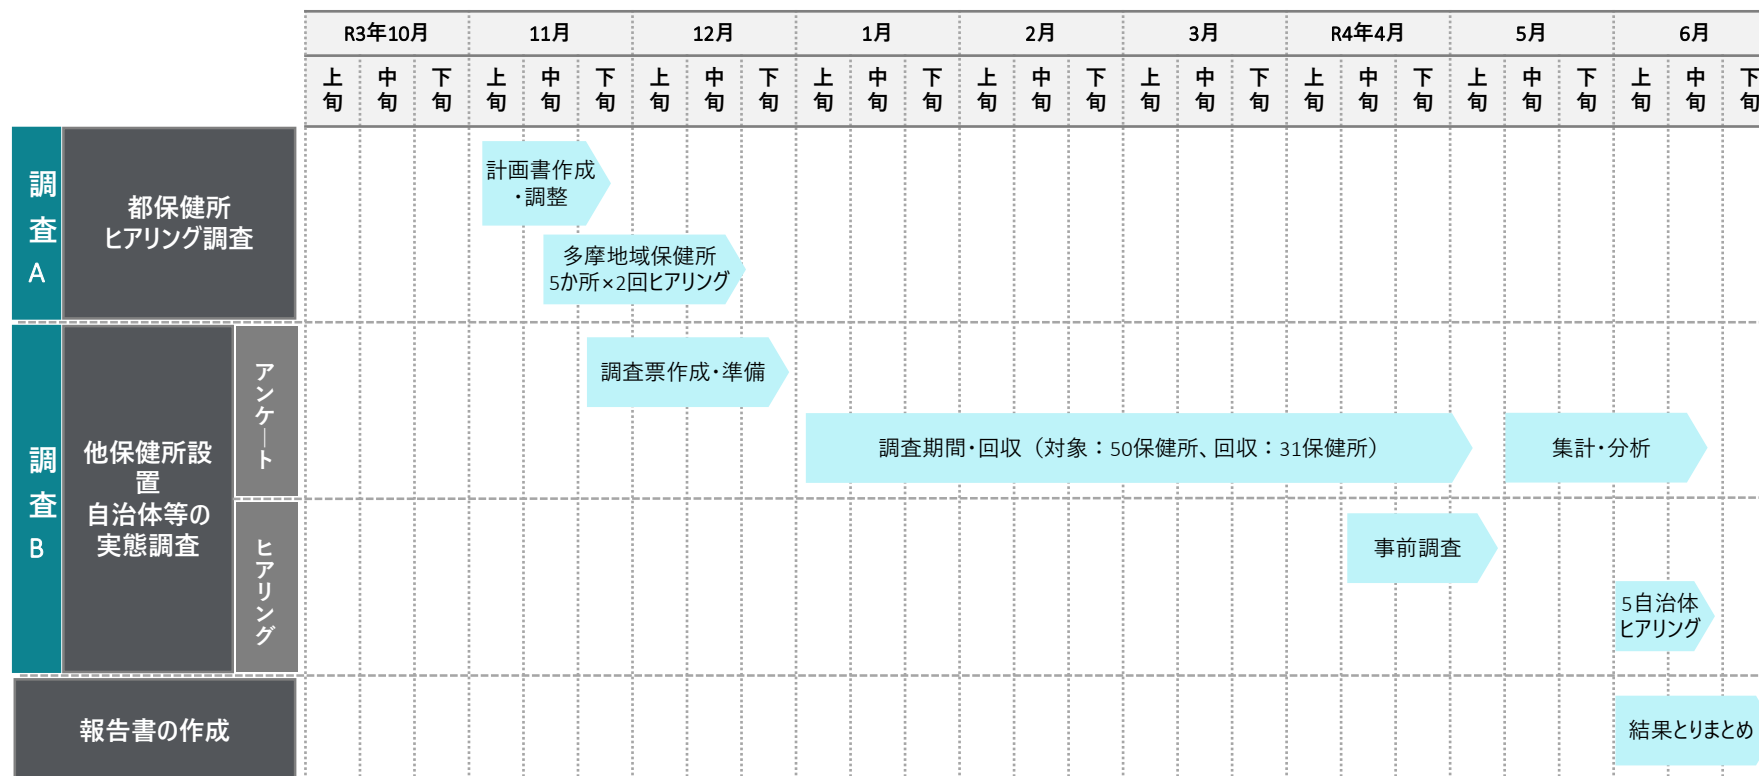 R3年10月 11月 12月 1月 2月 3月 R4年4月 5月 6月
上旬 中旬 下旬 上旬 中旬 下旬 上旬 中旬 下旬 上旬 中旬 下旬 上旬 中旬 下旬 上旬 中旬 下旬 上旬 中旬 下旬 上旬 中旬 下旬 上旬 中旬 下旬
調査A
都保健所
ヒアリング調査
計画書作成
・調整
多摩地域保健所
5か所×2回ヒアリング
調査B
他保健所設
置
自治体等の
実態調査
アンケート
調査票作成・準備
調査期間・回収（対象：50保健所、回収：31保健所）
集計・分析
ヒアリング
事前調査
5自治体
ヒアリング
報告書の作成
結果とりまとめ